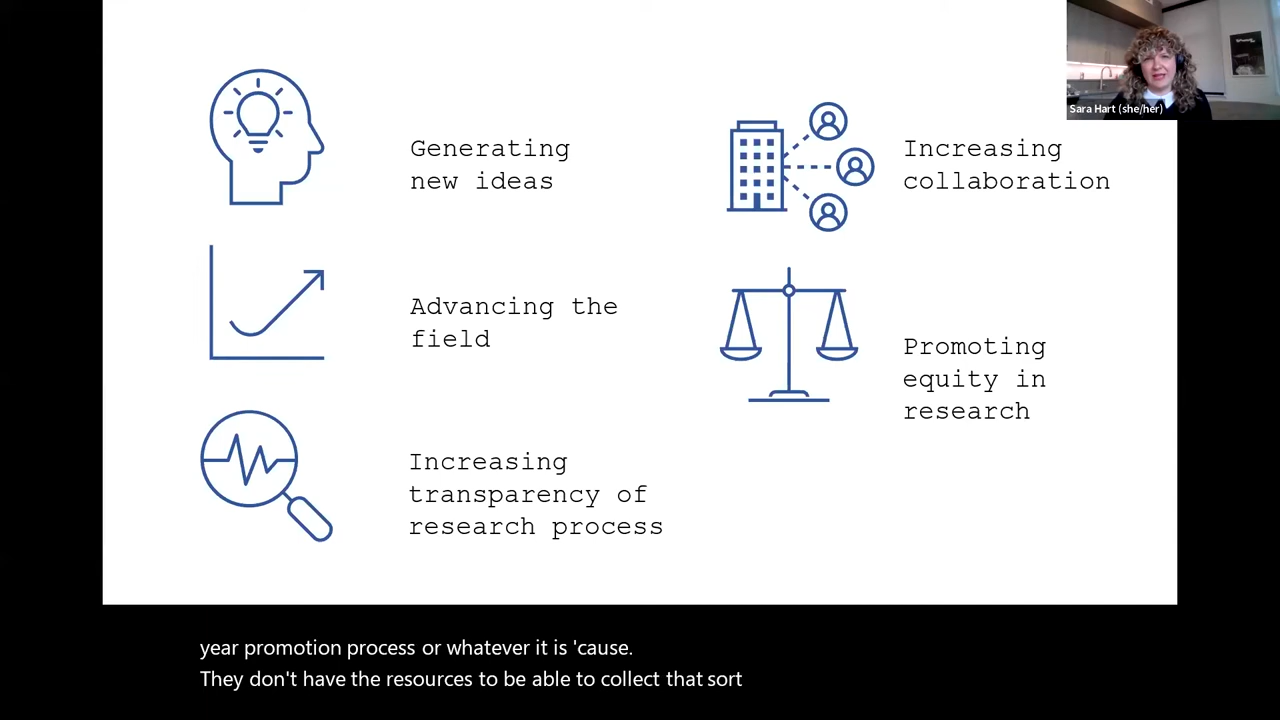 Generating
new ideas
Advancing the
field
Increasing
transparency of
research process
Increasing
collaboration
Promoting
equity in
research
Sara Hart (she/her)
year promotion process or whatever it is 'cause.
They don't have the resources to be able to collect that sort